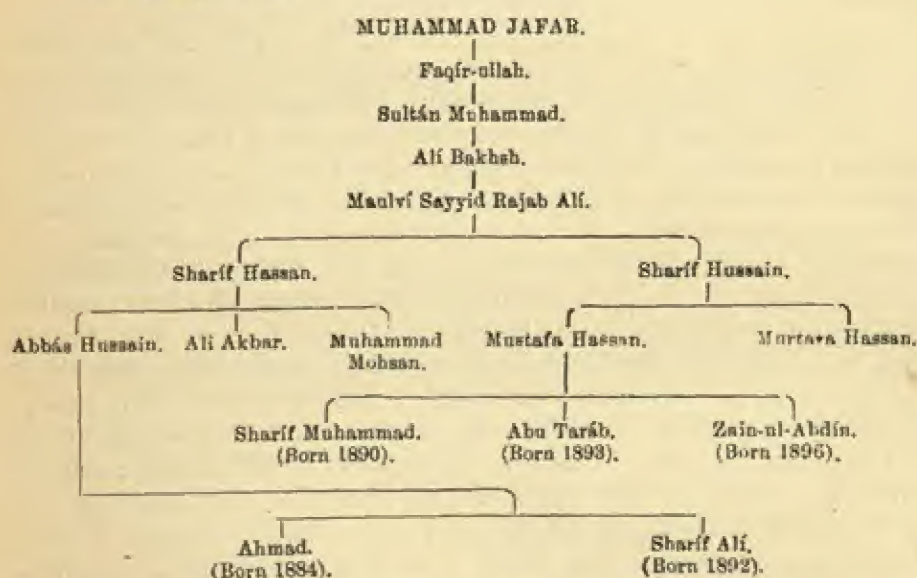 MUHAMMAD JAFAR.
Faqír-ullah.
Sultán Muhammad.
Alí Bakhsh.
Maulví Sayyid Rajab Alí.
Sharíf Hassan. Sharíf Hussain.
Abbás Hussain. Ali Akbar. Muhammad Mohsan. Mustafa Hassan. Murtaza Hassan.
Sharíf Muhammad. Abu Taráb. Zain-ul-Abdín.
(Born 1890). (Born 1893). (Born 1896).
Ahmad. Sharíf Alí.
(Born 1884). (Born 1892).